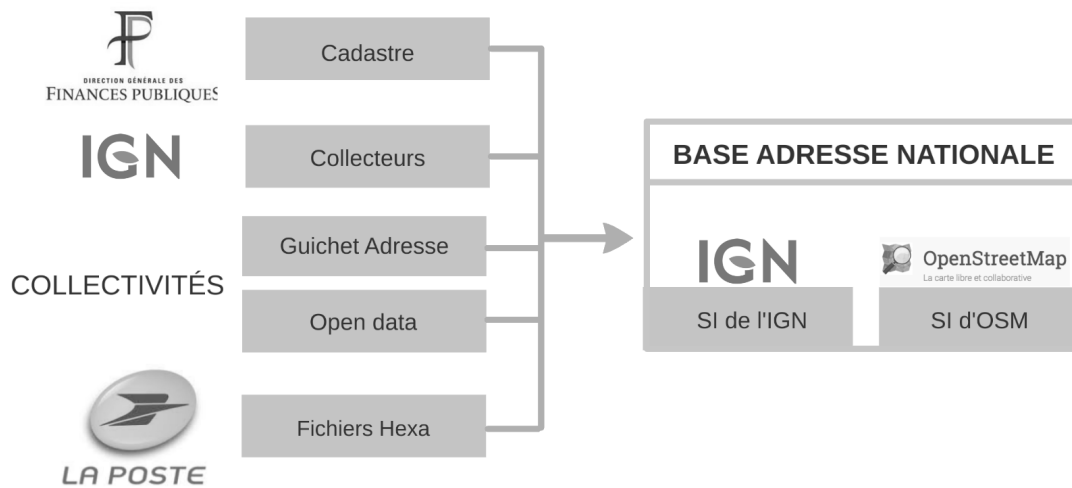 DIRECTION GÉNÉRALE DES
FINANCES PUBLIQUES
Cadastre
IGN
Collecteurs
COLLECTIVITÉS
Guichet Adresse
Open data
LA POSTE
Fichiers Hexa
BASE ADRESSE NATIONALE
IGN
SI de l'IGN
OpenStreetMap
La carte libre et collaborative
SI d'OSM